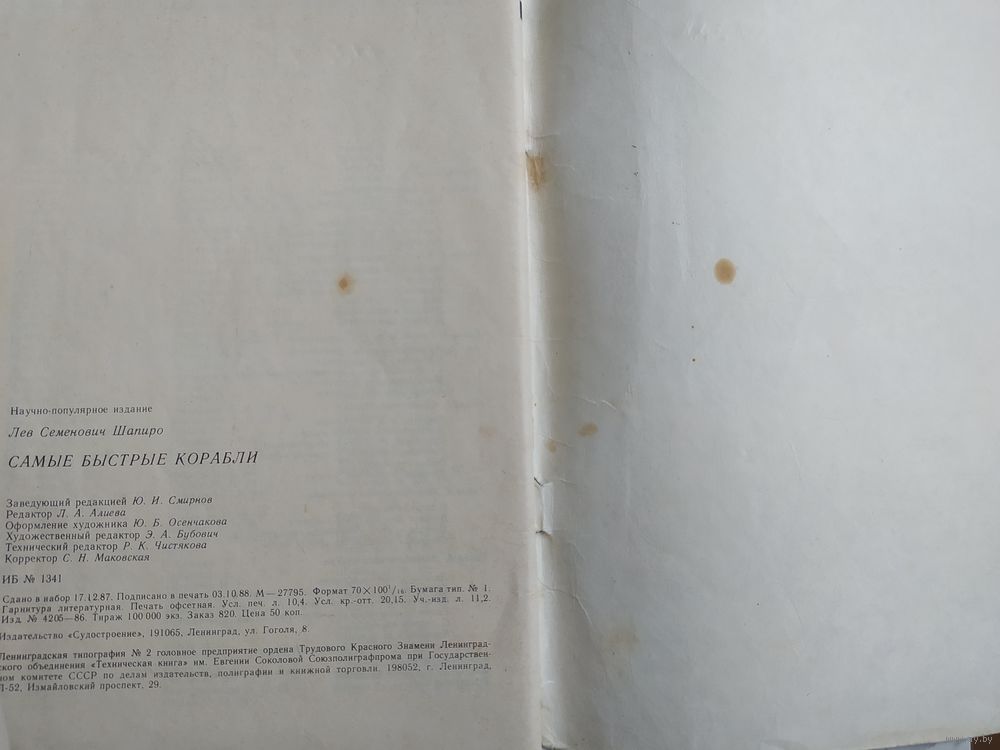 Научно-популярное издание
Лев Семенович Шапиро
САМЫЕ БЫСТРЫЕ КОРАБЛИ
Заведующий редакцией Ю. И. Смирнов
Редактор Л. А. Алиева
Оформление художника Ю. Б. Осенчакова
Художественный редактор Э. А. Бубович
Технический редактор Р. К. Чистякова
Корректор С. Н. Маковская
ИБ № 1341
Сдано в набор 17.12.87. Подписано в печать 03.10.88. М—27795. Формат 70×100¹/₁₆. Бумага тип. № 1.
Гарнитура литературная. Печать офсетная. Усл. печ. л. 10,4. Усл. кр.-отт. 20,15. Уч.-изд. л. 11,2.
Изд. № 4205—86. Тираж 100 000 экз. Заказ 820. Цена 50 коп.
Издательство «Судостроение», 191065, Ленинград, ул. Гоголя, 8.
Ленинградская типография № 2 головное предприятие ордена Трудового Красного Знамени Ленинград-
ского объединения «Техническая книга» им. Евгении Соколовой Союзполиграфпрома при Государствен-
ном комитете СССР по делам издательств, полиграфии и книжной торговли. 198052, г. Ленинград,
Л-52, Измайловский проспект, 29.